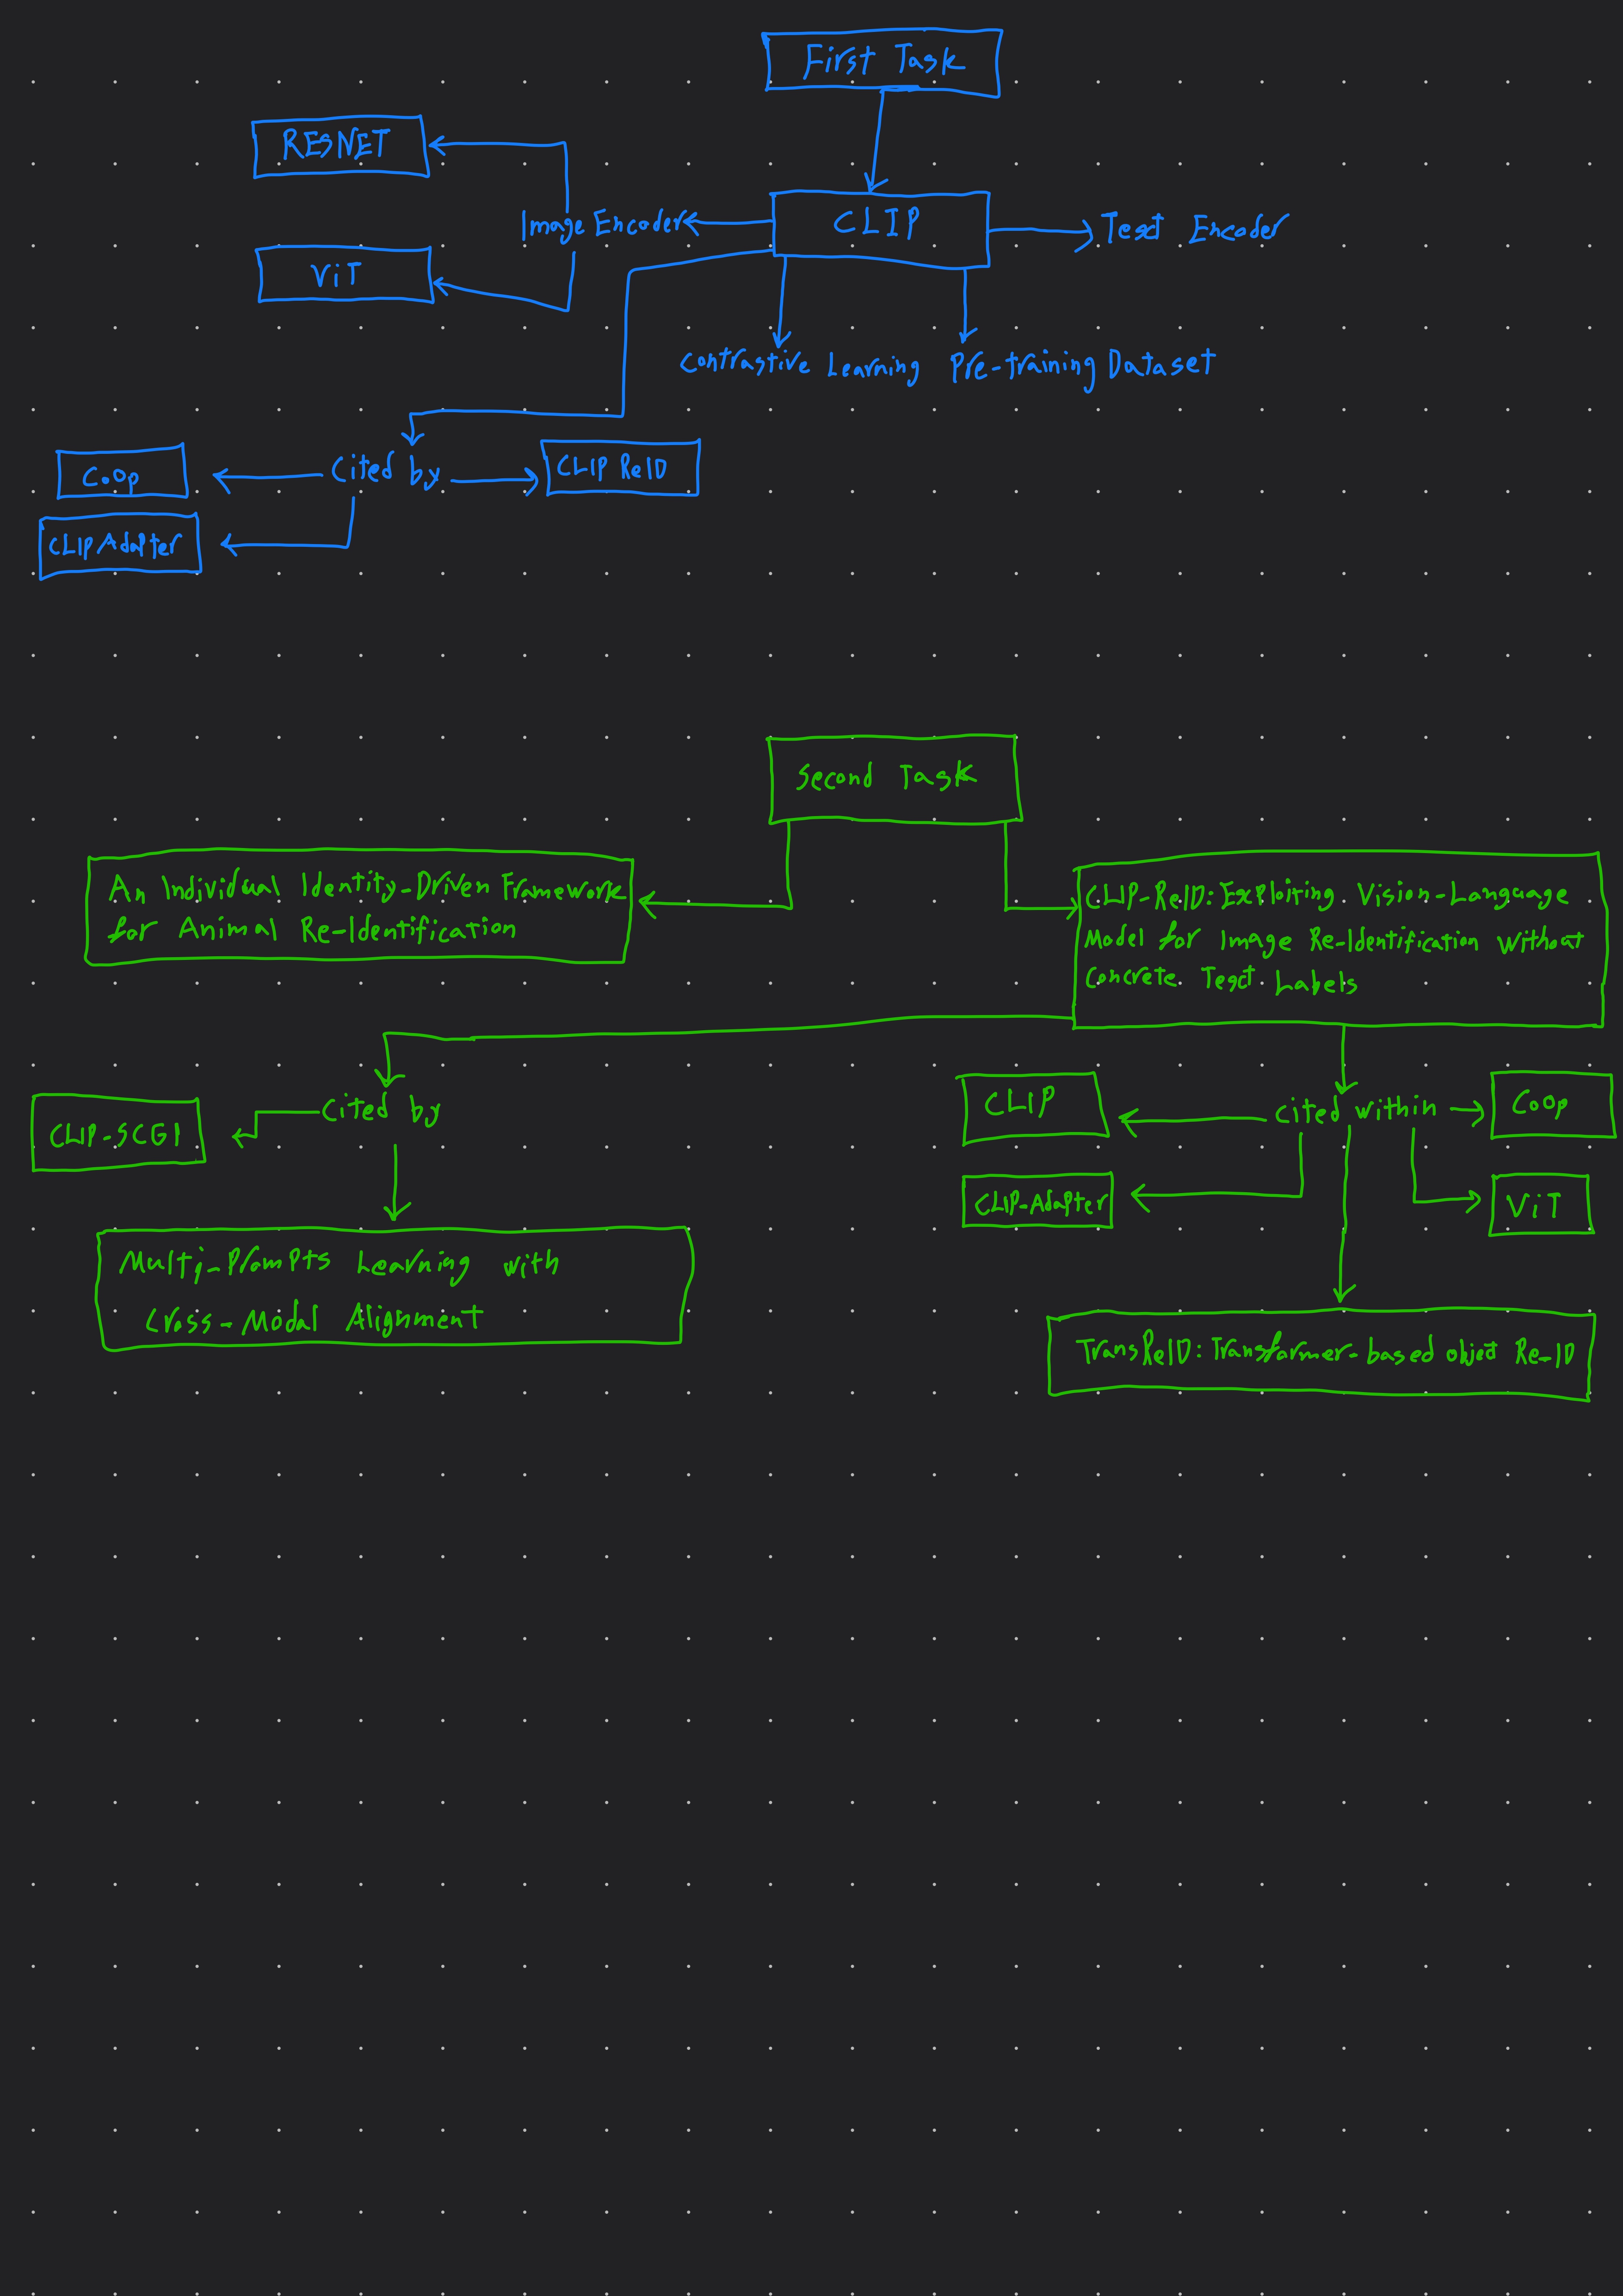 First Task
RESNET
Image Encoder
CLIP
Text Encoder
ViT
Contrastive Learning
Pre-training Dataset
Cited by
CoOp
CLIP ReID
CLIP Adapter
Second Task
An Individual Identity-Driven Framework
for Animal Re-Identification
CLIP-ReID: Exploiting Vision-Language
Model for Image Re-Identification Without
Concrete Text Labels
Cited by
CLIP-SCGI
Multi-Prompts Learning with
Cross-Modal Alignment
CLIP
Cited within
CoOp
CLIP-Adapter
ViT
TransReID: Transformer-based object Re-ID